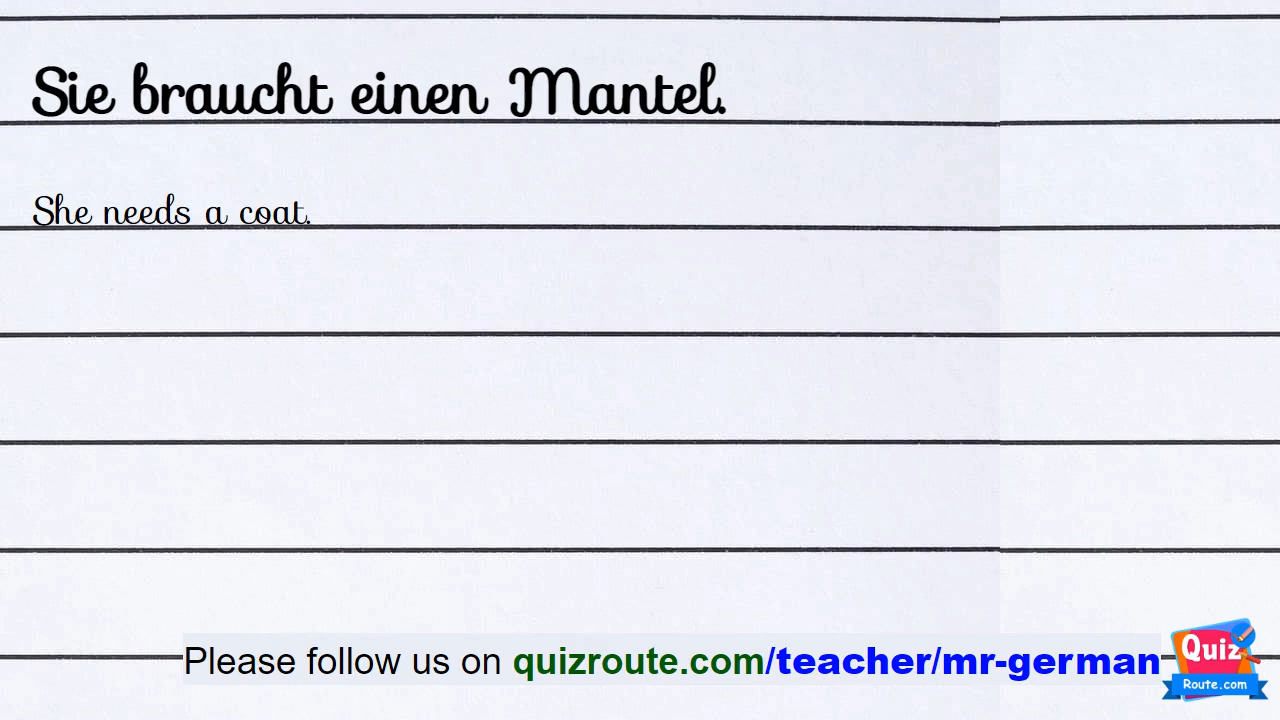 Sie braucht einen Mantel.
She needs a coat.
Please follow us on quizroute.com/teacher/mr-german
Quiz
Route.com